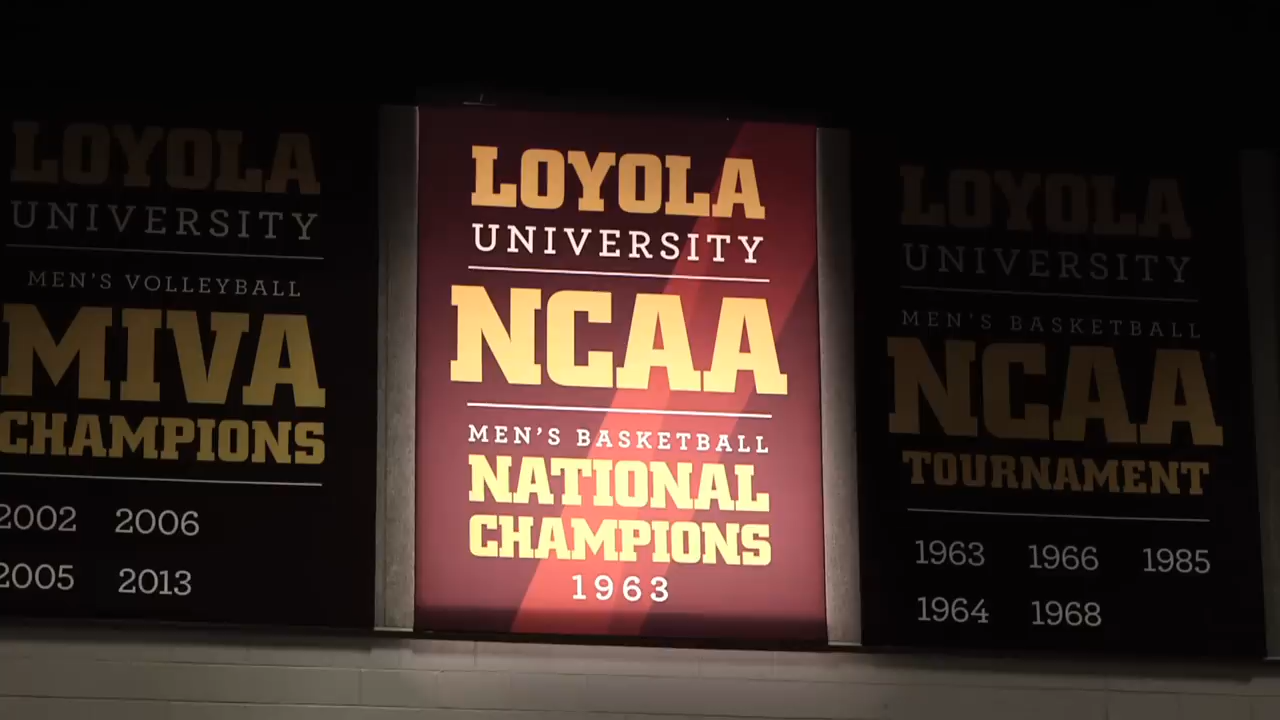 LOYOLA
UNIVERSITY
MEN'S VOLLEYBALL
MIVA
CHAMPIONS
2002 2006
2005 2013
LOYOLA
UNIVERSITY
NCAA
MEN'S BASKETBALL
NATIONAL
CHAMPIONS
1963
LOYOLA
UNIVERSITY
MEN'S BASKETBALL
NCAA
TOURNAMENT
1963 1966 1985
1964 1968